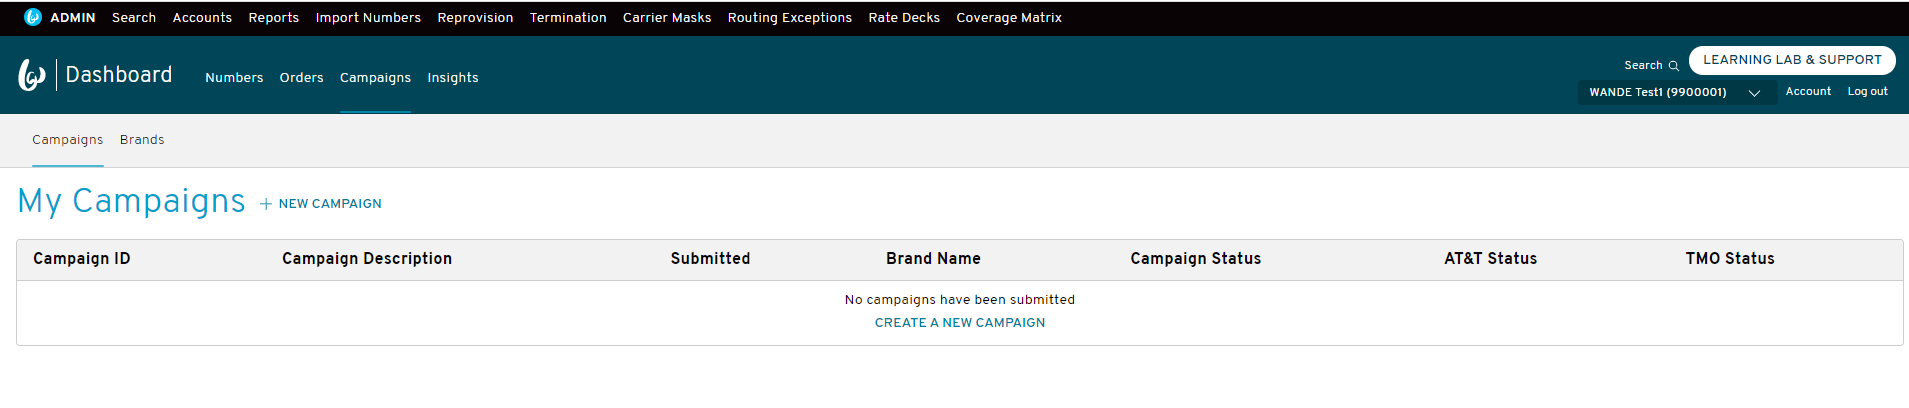 ADMIN Search Accounts Reports Import Numbers Reprovision Termination Carrier Masks Routing Exceptions Rate Decks Coverage Matrix
Dashboard Numbers Orders Campaigns Insights
Search LEARNING LAB & SUPPORT
WANDE Test1 (9900001) Account Log out
Campaigns Brands
My Campaigns + NEW CAMPAIGN
Campaign ID Campaign Description Submitted Brand Name Campaign Status AT&T Status TMO Status
No campaigns have been submitted
CREATE A NEW CAMPAIGN